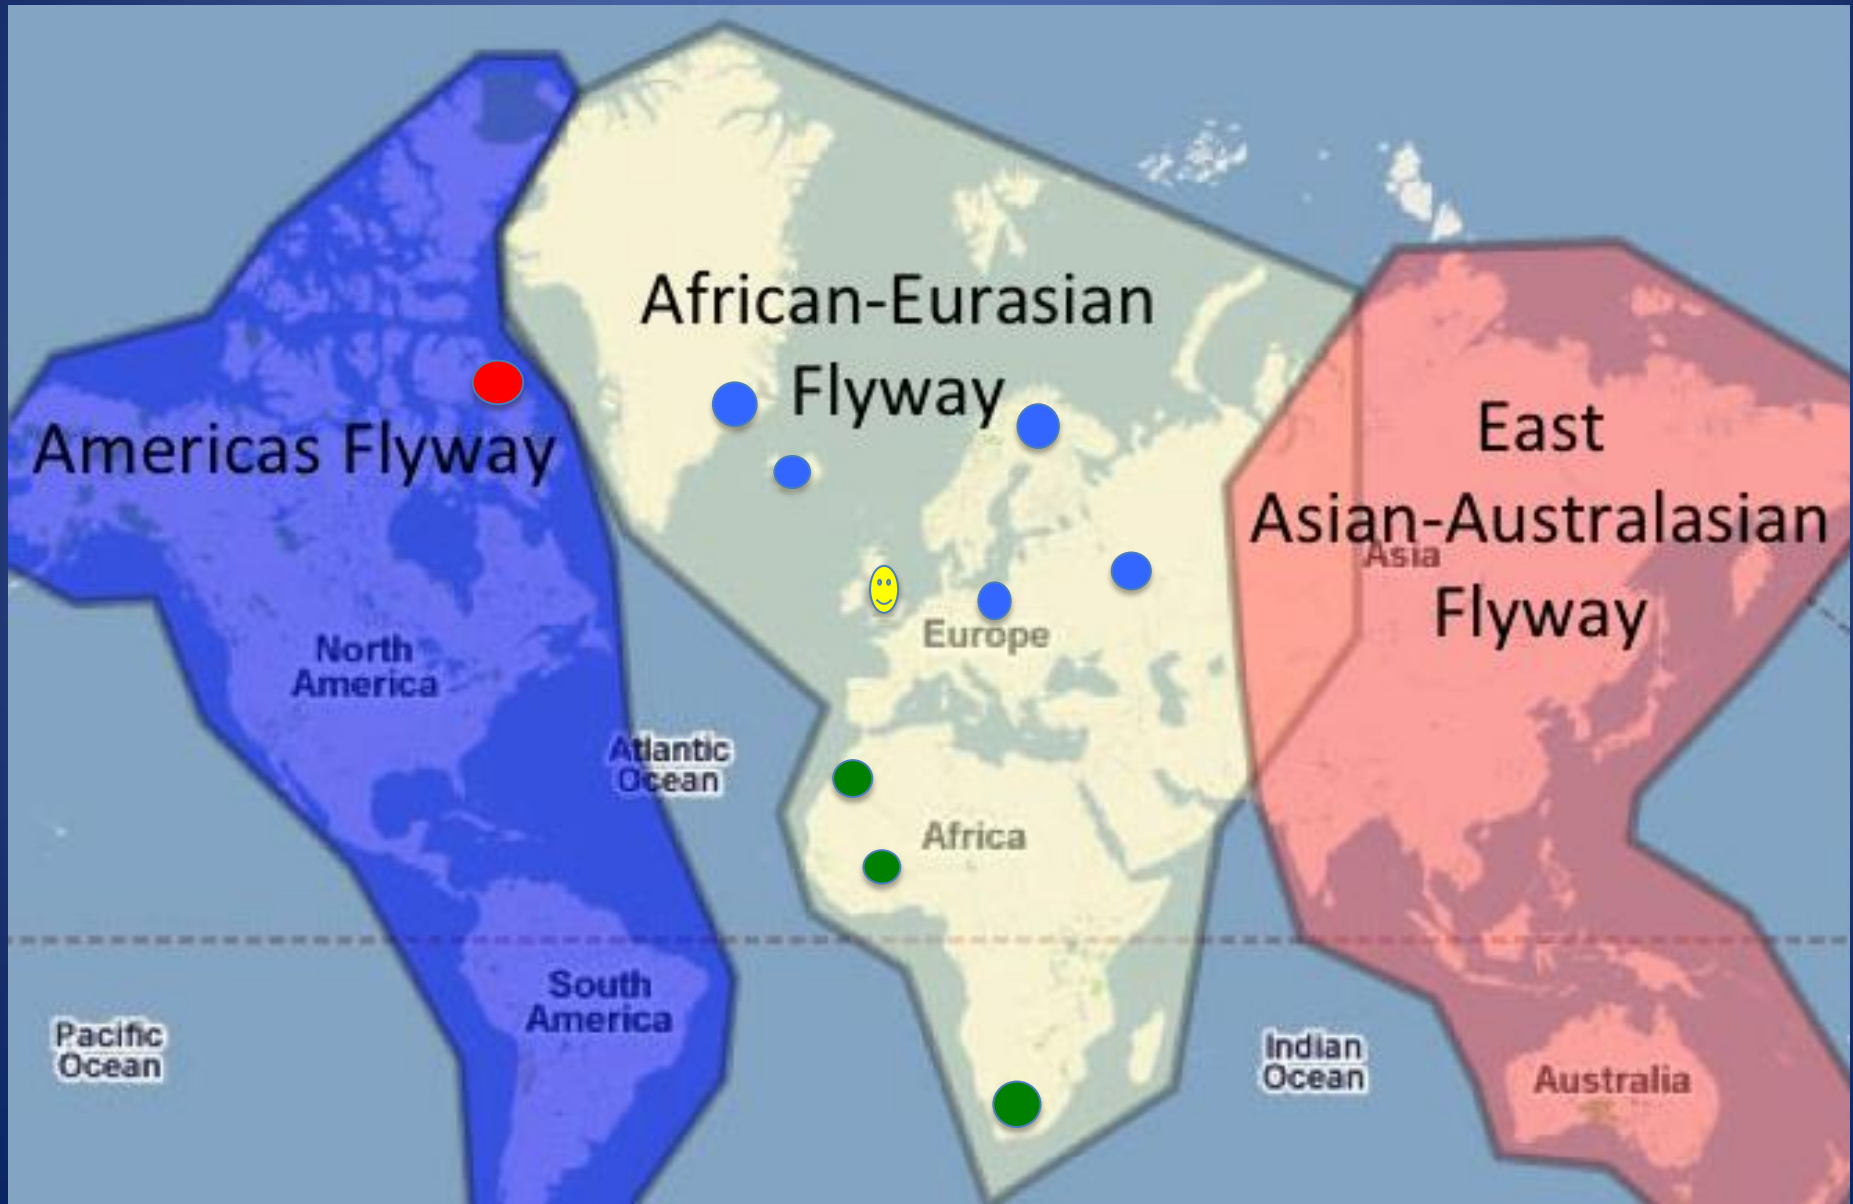 African-Eurasian
Flyway
Americas Flyway
East
Asian-Australasian
Flyway
Asia
Europe
North
America
Atlantic
Ocean
Africa
South
America
Pacific
Ocean
Indian
Ocean
Australia